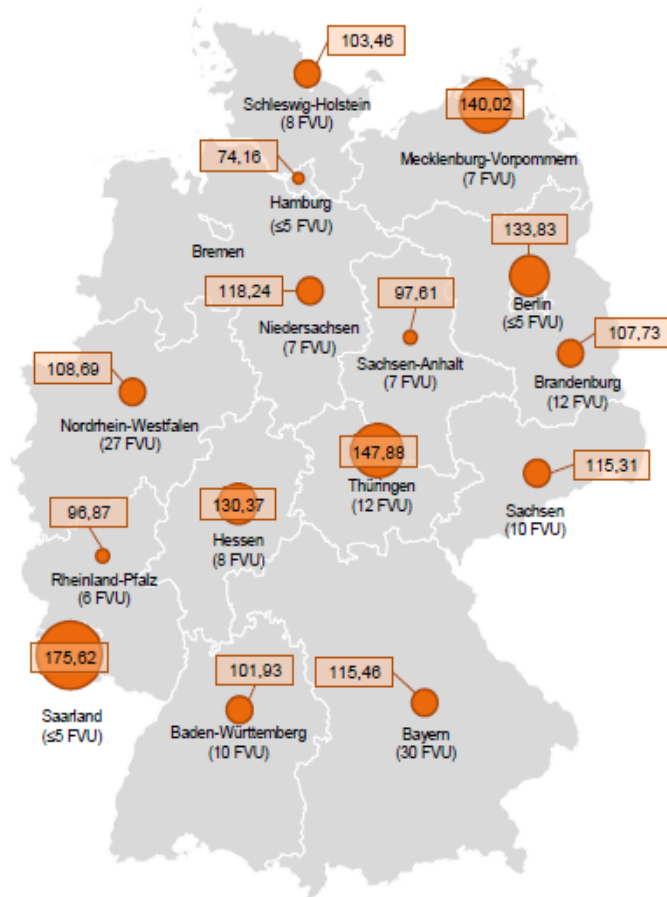 103,46
Schleswig-Holstein
(8 FVU)
140,02
Mecklenburg-Vorpommern
(7 FVU)
74,16
Hamburg
(≤5 FVU)
Bremen
133,83
Berlin
(≤5 FVU)
118,24
Niedersachsen
(7 FVU)
97,61
Sachsen-Anhalt
(7 FVU)
107,73
Brandenburg
(12 FVU)
108,69
Nordrhein-Westfalen
(27 FVU)
147,88
Thüringen
(12 FVU)
115,31
Sachsen
(10 FVU)
130,37
Hessen
(8 FVU)
96,87
Rheinland-Pfalz
(6 FVU)
175,62
Saarland
(≤5 FVU)
101,93
Baden-Württemberg
(10 FVU)
115,46
Bayern
(30 FVU)